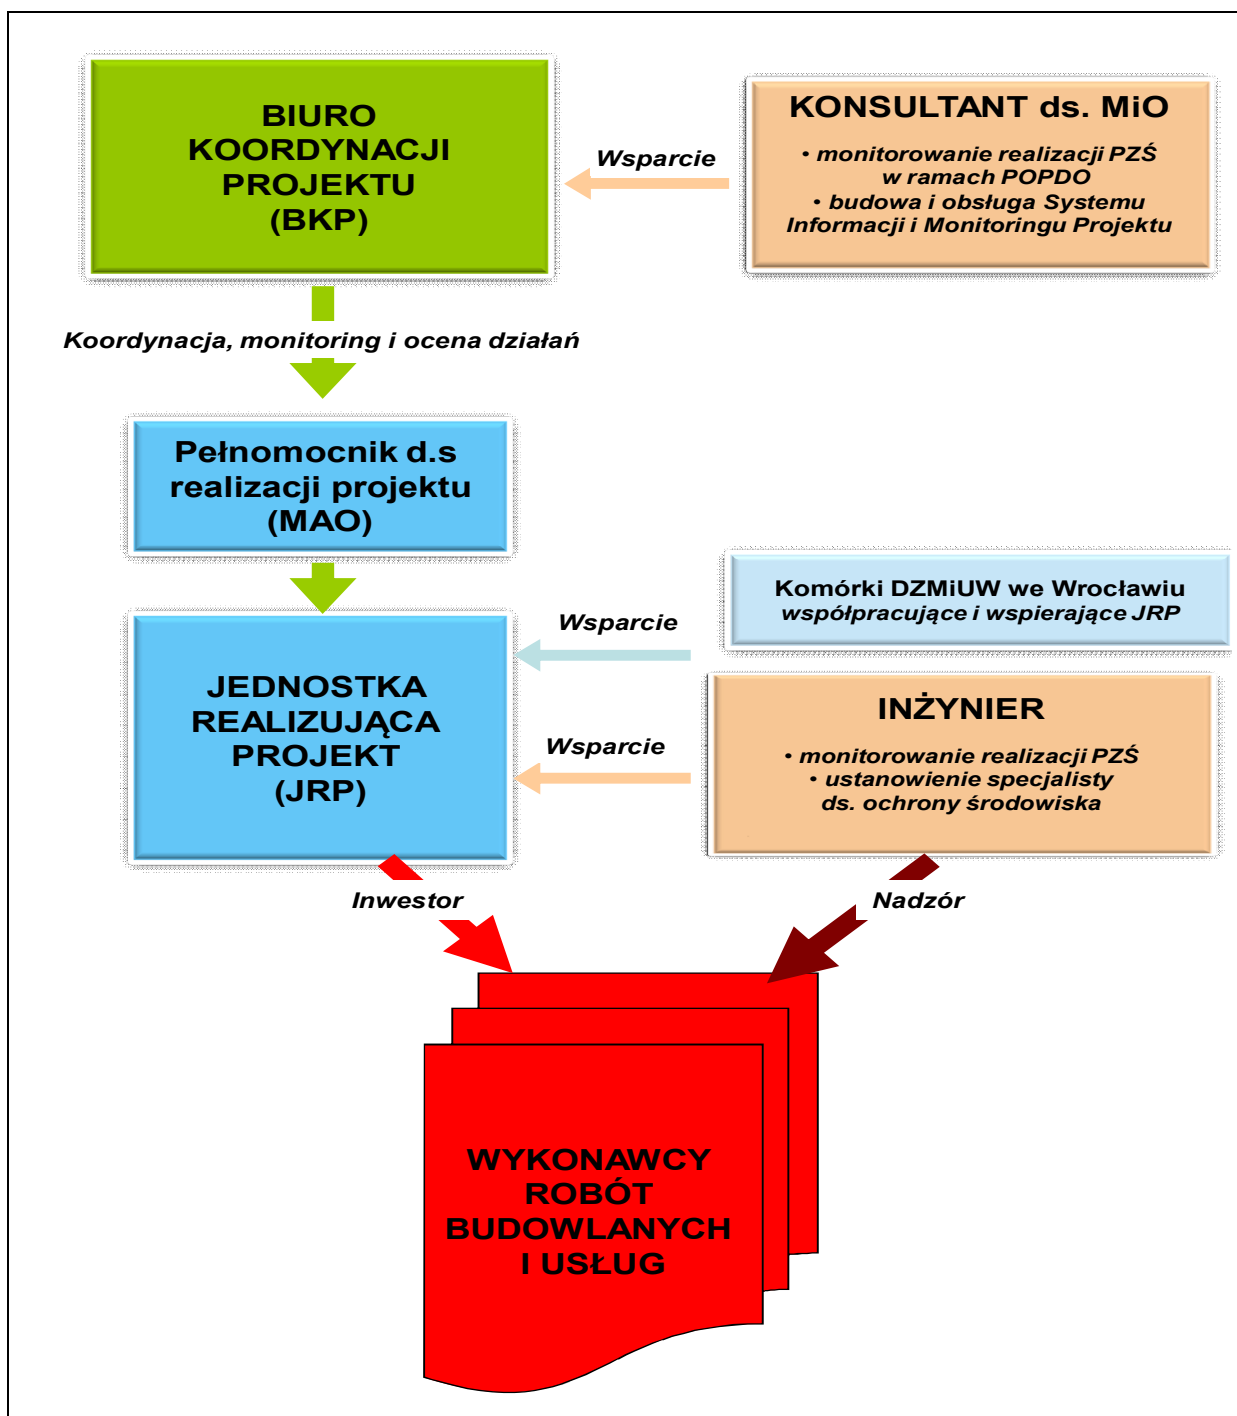 BIURO
KOORDYNACJI
PROJEKTU
(BKP)
Wsparcie
KONSULTANT ds. MiO
• monitorowanie realizacji PZŚ
w ramach POPDO
• budowa i obsługa Systemu
Informacji i Monitoringu Projektu
Koordynacja, monitoring i ocena działań
Pełnomocnik d.s
realizacji projektu
(MAO)
Wsparcie
Komórki DZMiUW we Wrocławiu
współpracujące i wspierające JRP
JEDNOSTKA
REALIZUJĄCA
PROJEKT
(JRP)
Wsparcie
INŻYNIER
• monitorowanie realizacji PZŚ
• ustanowienie specjalisty
ds. ochrony środowiska
Inwestor
Nadzór
WYKONAWCY
ROBÓT
BUDOWLANYCH
I USŁUG